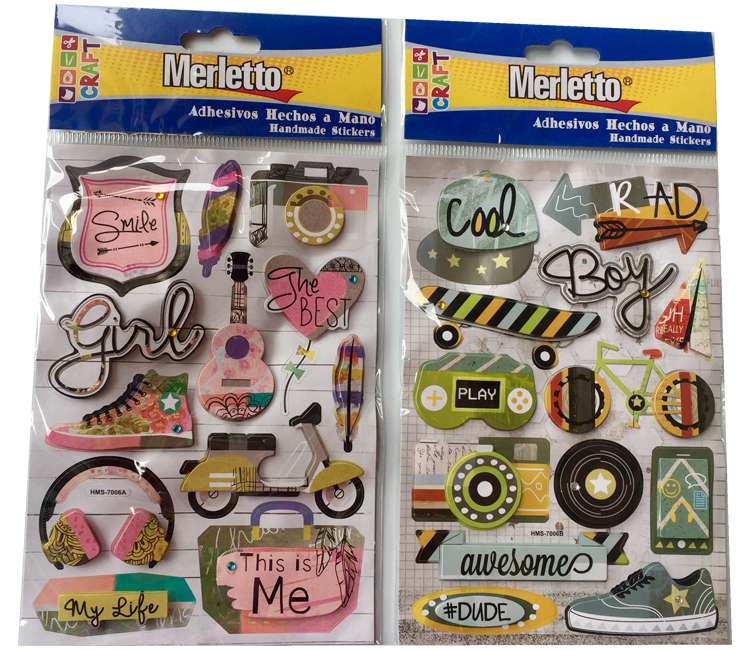 CRAFT
Merletto®
Adhesivos Hechos a Mano
Handmade Stickers
Smile
The
BEST
Girl
HMS-7006A
This is
Me
My Life
CRAFT
Merletto®
Adhesivos Hechos a Mano
Handmade Stickers
Cool
RAD
Boy
REALLY
PLAY
HMS-7006B
awesome
#DUDE